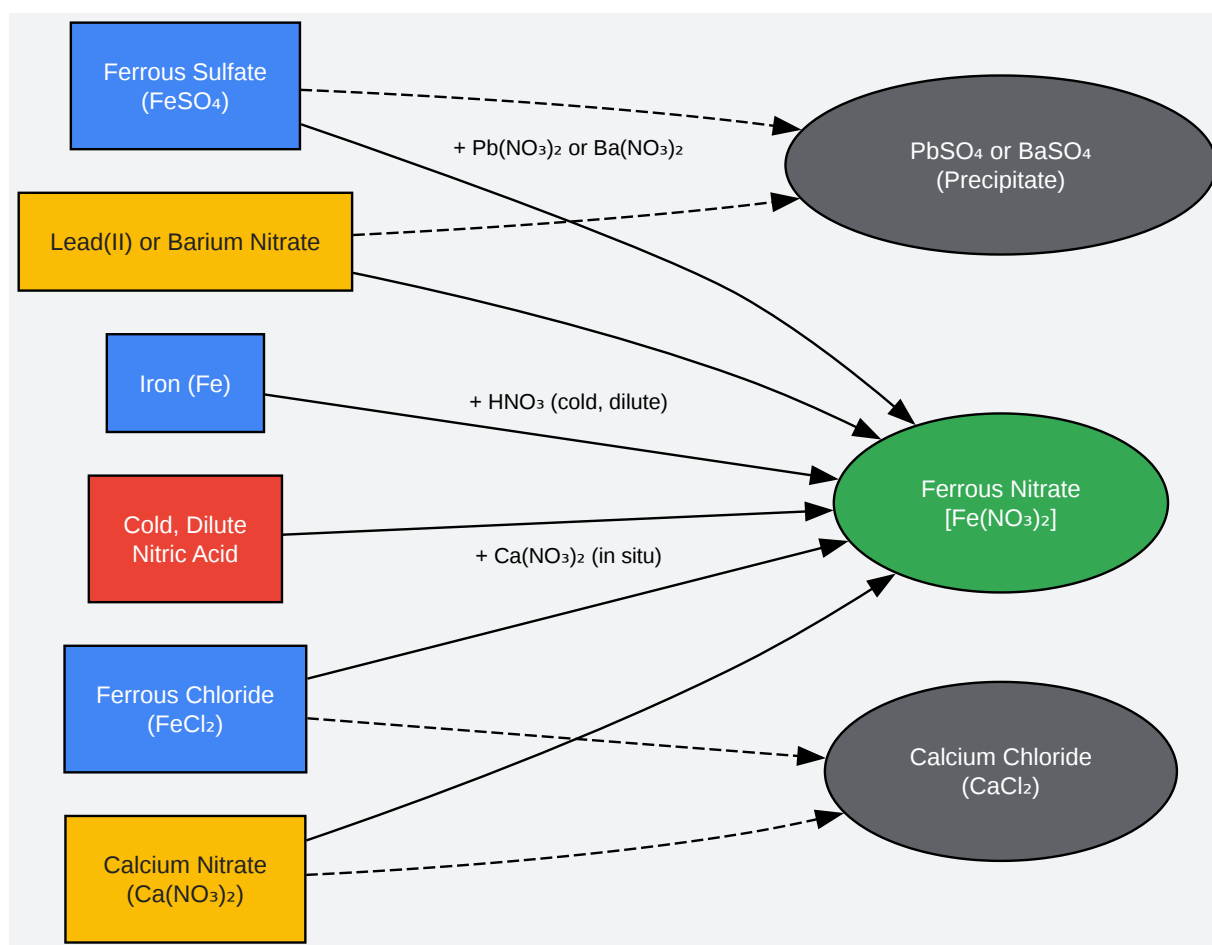 Ferrous Sulfate
(FeSO₄)
+ Pb(NO₃)₂ or Ba(NO₃)₂
PbSO₄ or BaSO₄
(Precipitate)
Lead(II) or Barium Nitrate
Iron (Fe)
+ HNO₃ (cold, dilute)
Ferrous Nitrate
[Fe(NO₃)₂]
Cold, Dilute
Nitric Acid
+ Ca(NO₃)₂ (in situ)
Ferrous Chloride
(FeCl₂)
Calcium Chloride
(CaCl₂)
Calcium Nitrate
(Ca(NO₃)₂)